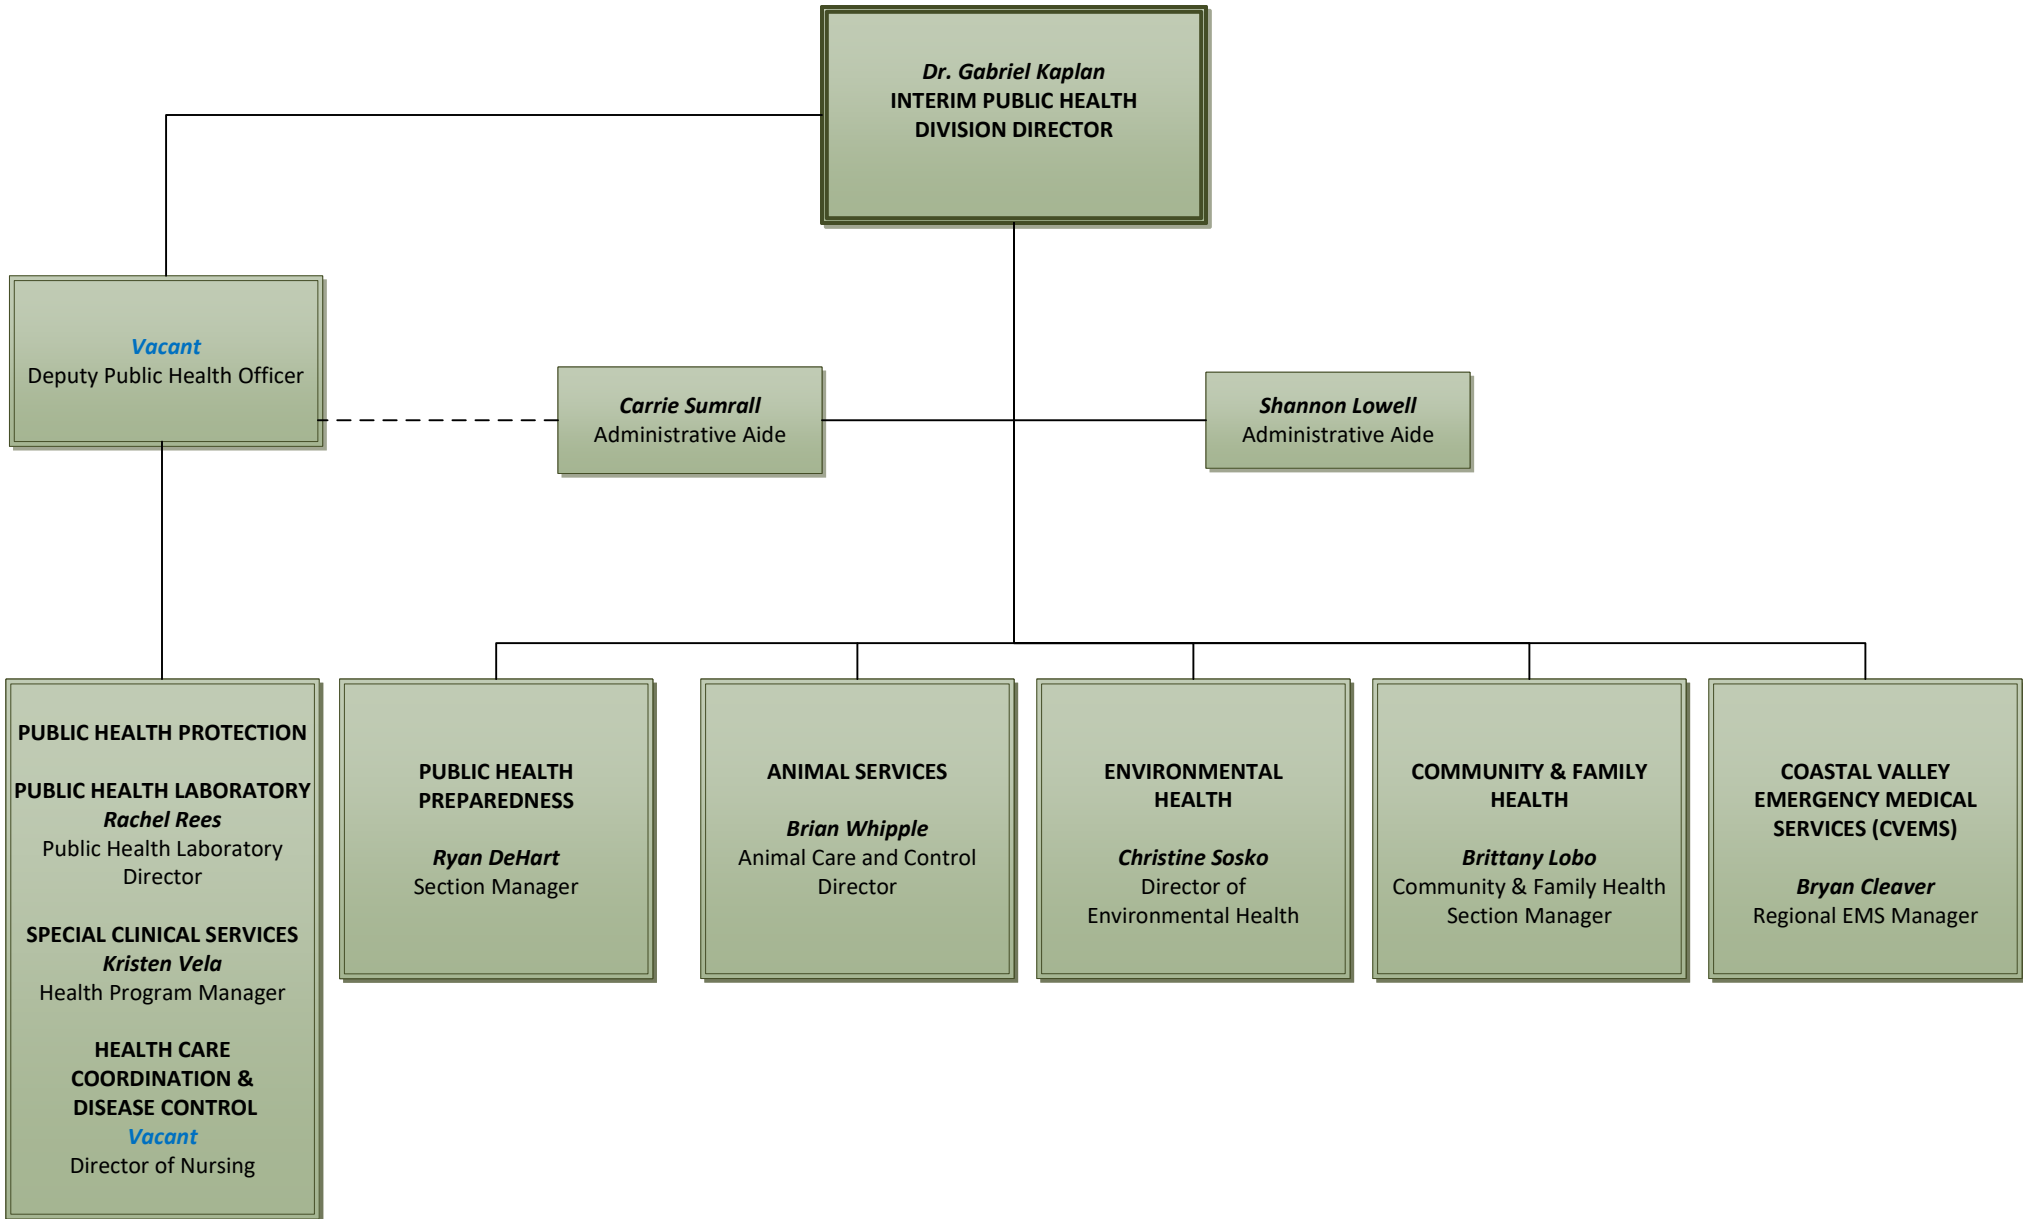 Dr. Gabriel Kaplan
INTERIM PUBLIC HEALTH
DIVISION DIRECTOR
Vacant
Deputy Public Health Officer
Carrie Sumrall
Administrative Aide
Shannon Lowell
Administrative Aide
PUBLIC HEALTH PROTECTION
PUBLIC HEALTH LABORATORY
Rachel Rees
Public Health Laboratory
Director
SPECIAL CLINICAL SERVICES
Kristen Vela
Health Program Manager
HEALTH CARE
COORDINATION &
DISEASE CONTROL
Vacant
Director of Nursing
PUBLIC HEALTH
PREPAREDNESS
Ryan DeHart
Section Manager
ANIMAL SERVICES
Brian Whipple
Animal Care and Control
Director
ENVIRONMENTAL
HEALTH
Christine Sosko
Director of
Environmental Health
COMMUNITY & FAMILY
HEALTH
Brittany Lobo
Community & Family Health
Section Manager
COASTAL VALLEY
EMERGENCY MEDICAL
SERVICES (CVEMS)
Bryan Cleaver
Regional EMS Manager